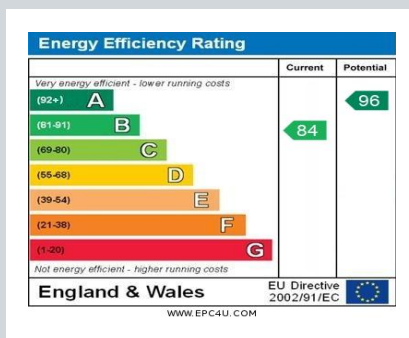 Energy Efficiency Rating
Current Potential
Very energy efficient - lower running costs
(92+) A 96
(81-91) B 84
(69-80) C
(55-68) D
(39-54) E
(21-38) F
(1-20) G
Not energy efficient - higher running costs
England & Wales
EU Directive
2002/91/EC
WWW.EPC4U.COM